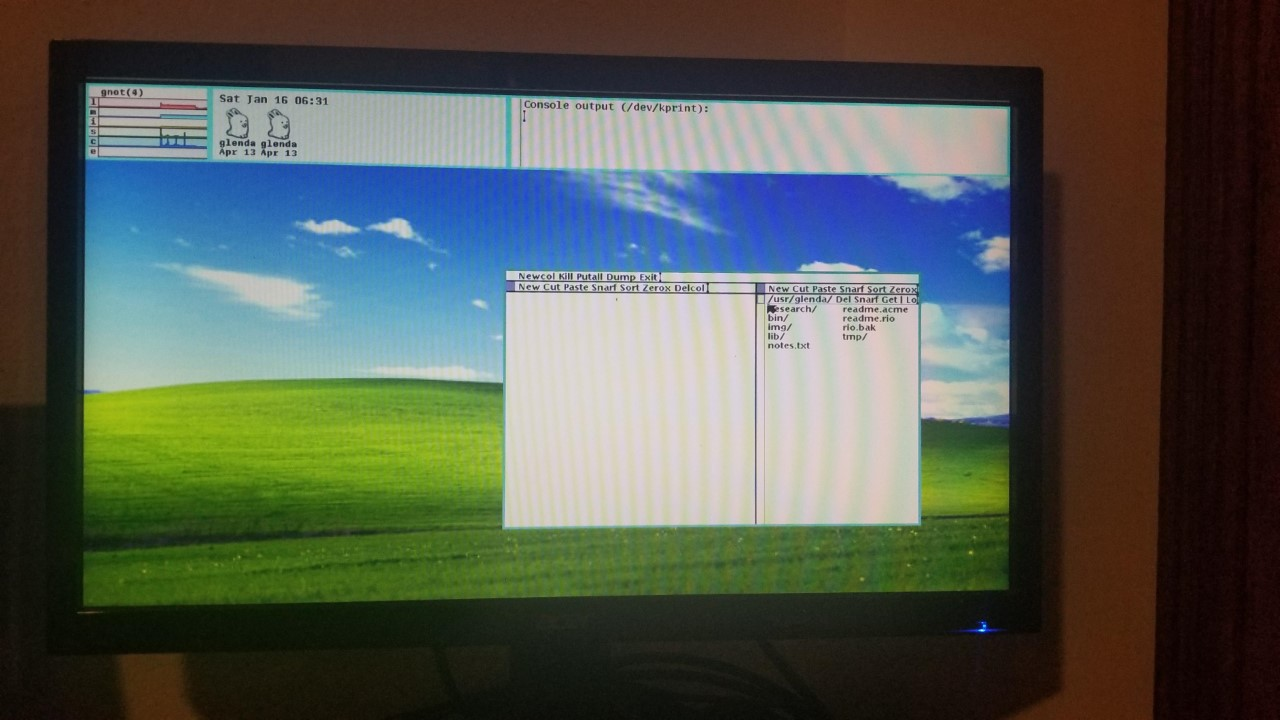 gnot(4)
l
m
i
s
c
e
Sat Jan 16 06:31
glenda glenda
Apr 13 Apr 13
Console output (/dev/kprint):
Newcol Kill Putall Dump Exit
New Cut Paste Snarf Sort Zerox Delcol
New Cut Paste Snarf Sort Zerox
/usr/glenda/ Del Snarf Get | Lo
esearch/ readme.acme
bin/ readme.rio
img/ rio.bak
lib/ tmp/
notes.txt